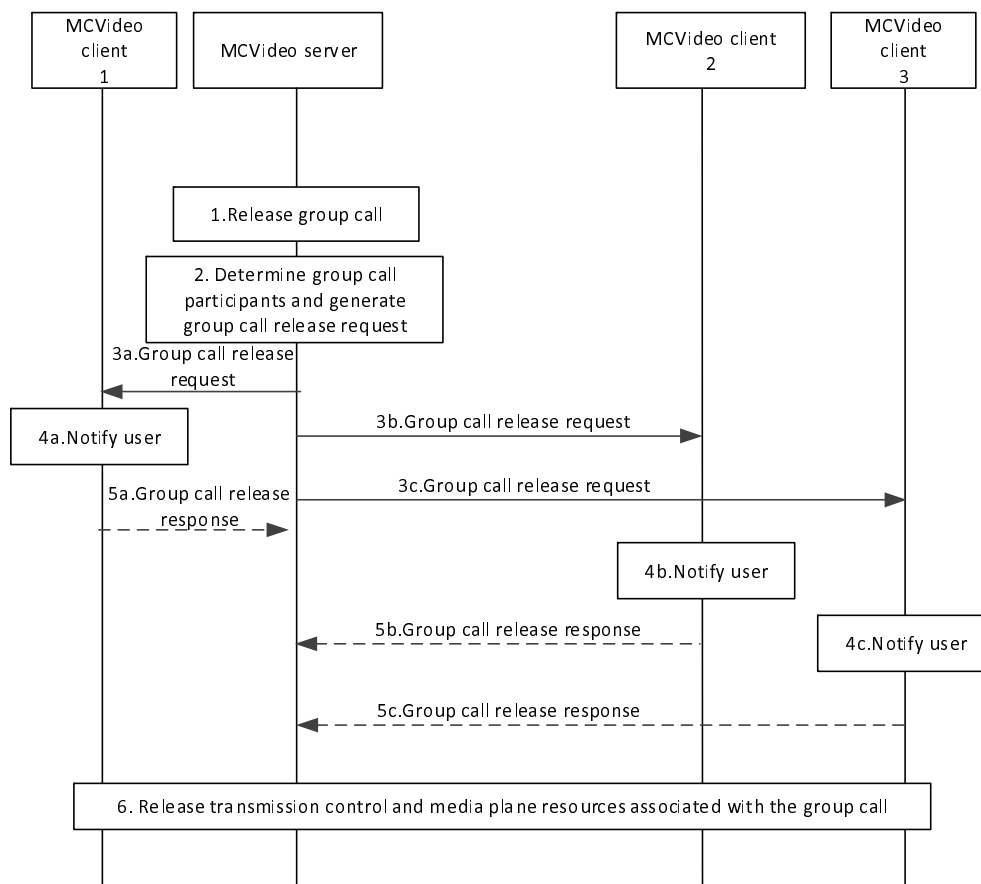 MCVideo
client
1
MCVideo server
MCVideo client
2
MCVideo
client
3
1.Release group call
2. Determine group call
participants and generate
group call release request
3a.Group call release
request
4a.Notify user
3b.Group call release request
5a.Group call release
response
3c.Group call release request
4b.Notify user
5b.Group call release response
4c.Notify user
5c.Group call release response
6. Release transmission control and media plane resources associated with the group call